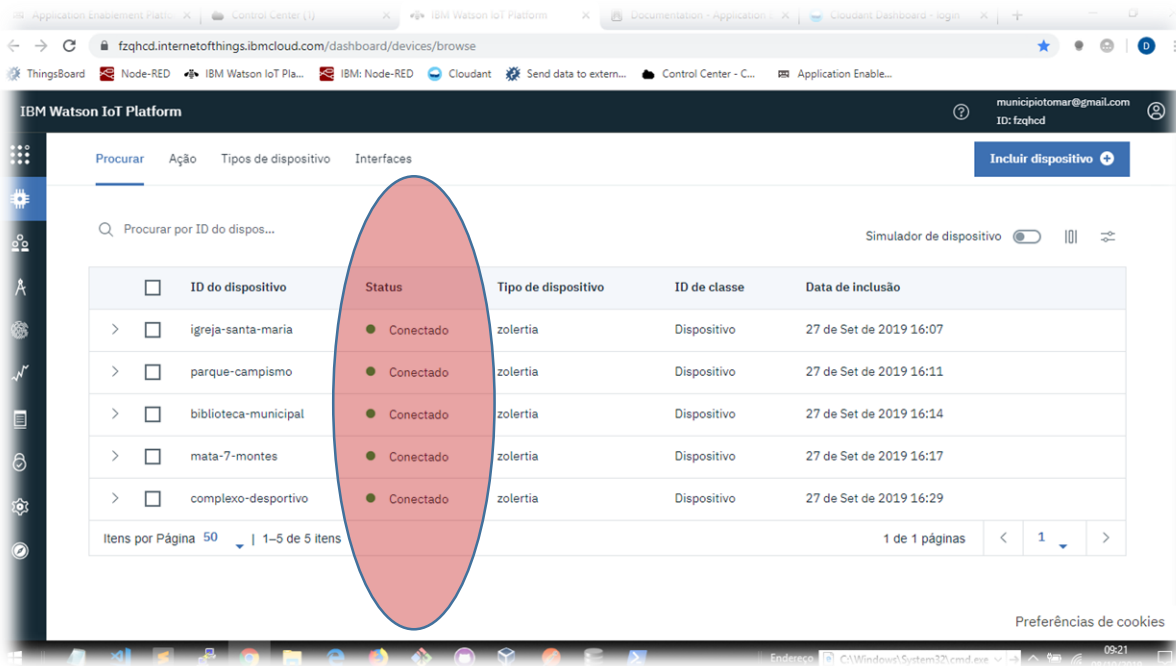 Application Enablement Platfo
Control Center (1)
IBM Watson IoT Platform
Documentation - Application
Cloudant Dashboard - login
fzqhcd.internetofthings.ibmcloud.com/dashboard/devices/browse
D
ThingsBoard
Node-RED
IBM Watson IoT Pla...
IBM: Node-RED
Cloudant
Send data to extern...
Control Center - C...
Application Enable...
IBM Watson IoT Platform
municipiotomar@gmail.com
ID: fzqhcd
Procurar Ação Tipos de dispositivo Interfaces
Incluir dispositivo
Procurar por ID do dispos...
Simulador de dispositivo
ID do dispositivo Status Tipo de dispositivo ID de classe Data de inclusão
igreja-santa-maria Conectado zolertia Dispositivo 27 de Set de 2019 16:07
parque-campismo Conectado zolertia Dispositivo 27 de Set de 2019 16:11
biblioteca-municipal Conectado zolertia Dispositivo 27 de Set de 2019 16:14
mata-7-montes Conectado zolertia Dispositivo 27 de Set de 2019 16:17
complexo-desportivo Conectado zolertia Dispositivo 27 de Set de 2019 16:29
Itens por Página 50 | 1–5 de 5 itens 1 de 1 páginas 1
Preferências de cookies
Endereço C:\Windows\System32\cmd.exe 09:21